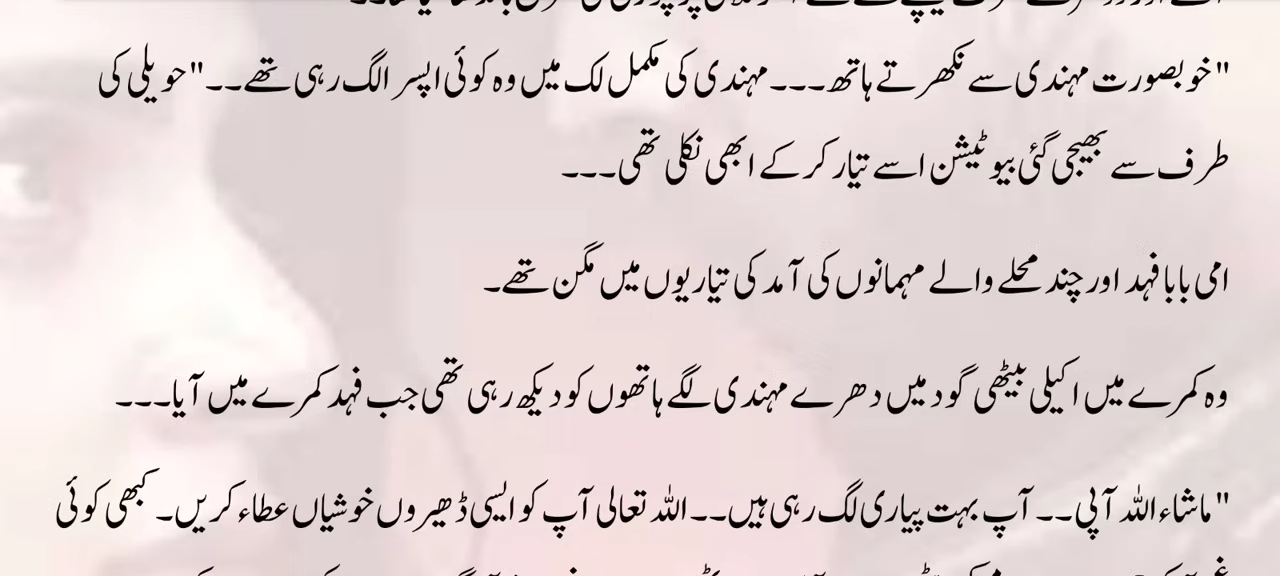 "خوبصورت مہندی سے نکھرتے ہاتھ۔۔۔ مہندی کی مکمل لک میں وہ کوئی اپسر الگ رہی تھے۔۔" حویلی کی
طرف سے بھیجی گئی بیوٹیشن اسے تیار کر کے ابھی نکلی تھی۔۔۔
امی بابا فہد اور چند محلے والے مہمانوں کی آمد کی تیاریوں میں مگن تھے۔
وہ کمرے میں اکیلی بیٹھی گود میں دھرے مہندی لگے ہاتھوں کو دیکھ رہی تھی جب فہد کمرے میں آیا۔۔۔
"ماشاءاللہ آپی۔۔ آپ بہت پیاری لگ رہی ہیں۔۔ اللہ تعالی آپ کو ایسی ڈھیروں خوشیاں عطاء کریں۔ کبھی کوئی